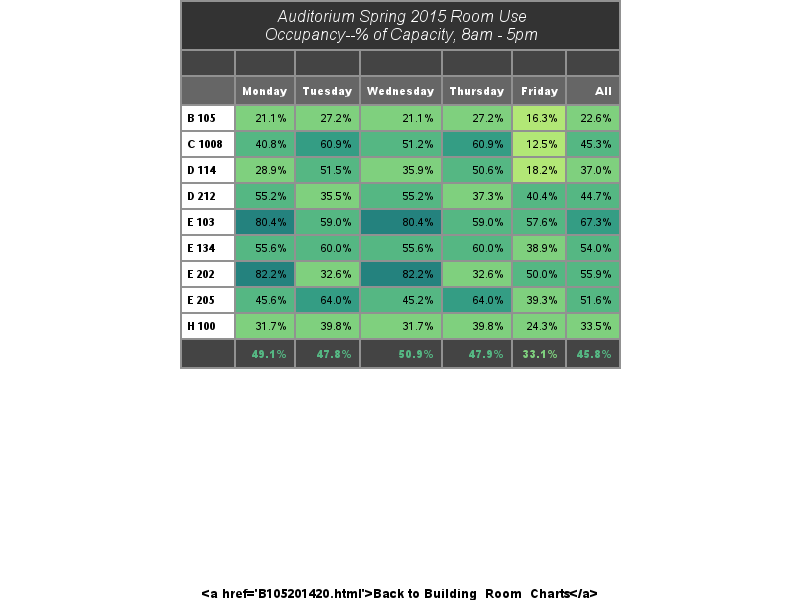 Auditorium Spring 2015 Room Use
Occupancy--% of Capacity, 8am - 5pm
Monday Tuesday Wednesday Thursday Friday All
B 105 21.1% 27.2% 21.1% 27.2% 16.3% 22.6%
C 1008 40.8% 60.9% 51.2% 60.9% 12.5% 45.3%
D 114 28.9% 51.5% 35.9% 50.6% 18.2% 37.0%
D 212 55.2% 35.5% 55.2% 37.3% 40.4% 44.7%
E 103 80.4% 59.0% 80.4% 59.0% 57.6% 67.3%
E 134 55.6% 60.0% 55.6% 60.0% 38.9% 54.0%
E 202 82.2% 32.6% 82.2% 32.6% 50.0% 55.9%
E 205 45.6% 64.0% 45.2% 64.0% 39.3% 51.6%
H 100 31.7% 39.8% 31.7% 39.8% 24.3% 33.5%
49.1% 47.8% 50.9% 47.9% 33.1% 45.8%
<a href='B105201420.html'>Back to Building_Room_Charts</a>